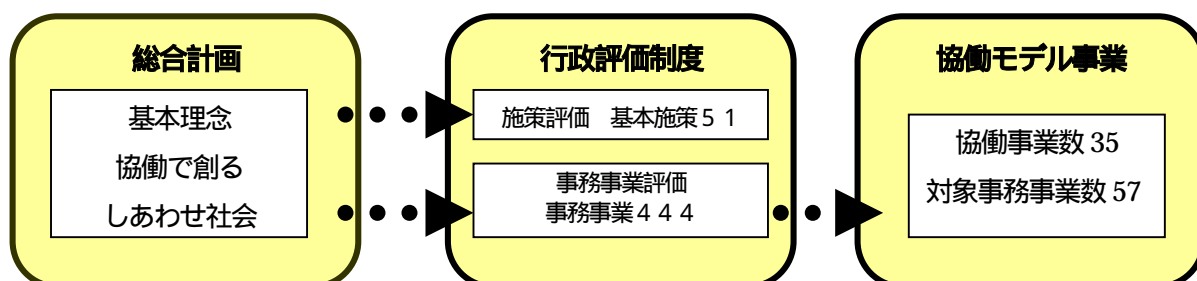 総合計画
基本理念
協働で創る
しあわせ社会
行政評価制度
施策評価　基本施策５１
事務事業評価
事務事業４４４
協働モデル事業
協働事業数 35
対象事務事業数 57